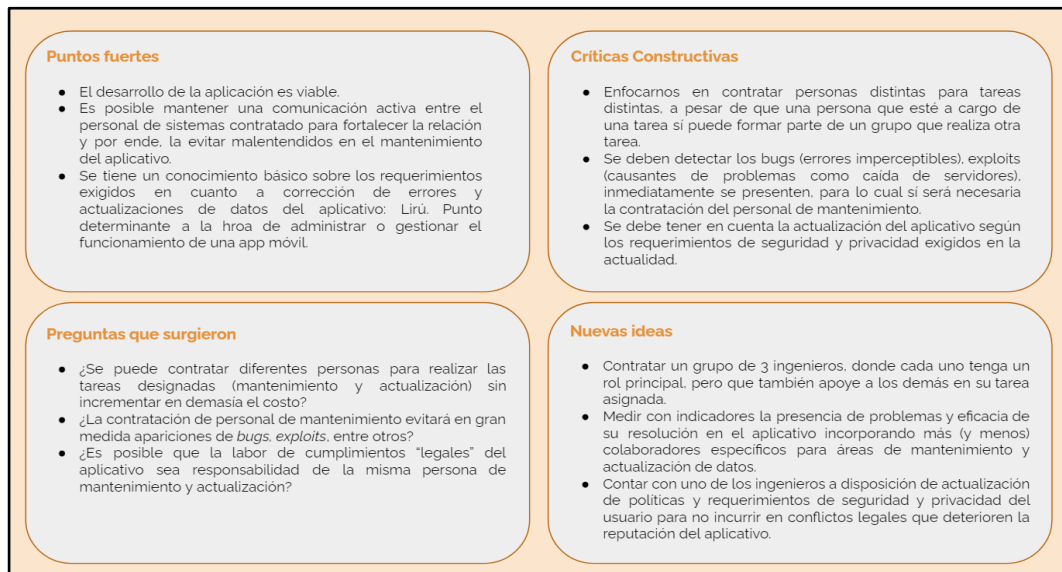 Puntos fuertes
● El desarrollo de la aplicación es viable.
● Es posible mantener una comunicación activa entre el
personal de sistemas contratado para fortalecer la relación
y por ende, la evitar malentendidos en el mantenimiento
del aplicativo.
● Se tiene un conocimiento básico sobre los requerimientos
exigidos en cuanto a corrección de errores y
actualizaciones de datos del aplicativo: Lirú. Punto
determinante a la hroa de administrar o gestionar el
funcionamiento de una app móvil.
Críticas Constructivas
● Enfocarnos en contratar personas distintas para tareas
distintas, a pesar de que una persona que esté a cargo de
una tarea sí puede formar parte de un grupo que realiza otra
tarea.
● Se deben detectar los bugs (errores imperceptibles), exploits
(causantes de problemas como caída de servidores),
inmediatamente se presenten, para lo cual sí será necesaria
la contratación del personal de mantenimiento.
● Se debe tener en cuenta la actualización del aplicativo según
los requerimientos de seguridad y privacidad exigidos en la
actualidad.
Preguntas que surgieron
● ¿Se puede contratar diferentes personas para realizar las
tareas designadas (mantenimiento y actualización) sin
incrementar en demasía el costo?
● ¿La contratación de personal de mantenimiento evitará en gran
medida apariciones de bugs, exploits, entre otros?
● ¿Es posible que la labor de cumplimientos “legales” del
aplicativo sea responsabilidad de la misma persona de
mantenimiento y actualización?
Nuevas ideas
● Contratar un grupo de 3 ingenieros, donde cada uno tenga un
rol principal, pero que también apoye a los demás en su tarea
asignada.
● Medir con indicadores la presencia de problemas y eficacia de
su resolución en el aplicativo incorporando más (y menos)
colaboradores específicos para áreas de mantenimiento y
actualización de datos.
● Contar con uno de los ingenieros a disposición de actualización
de políticas y requerimientos de seguridad y privacidad del
usuario para no incurrir en conflictos legales que deterioren la
reputación del aplicativo.